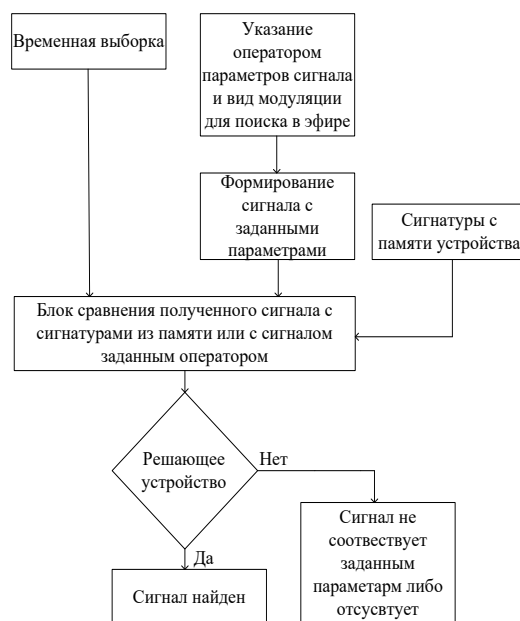 Временная выборка
Указание
оператором
параметров сигнала
и вид модуляции
для поиска в эфире
Формирование
сигнала с
заданными
параметрами
Сигнатуры с
памяти устройства
Блок сравнения полученного сигнала с
сигнатурами из памяти или с сигналом
заданным оператором
Решающее
устройство
Нет
Да
Сигнал не
соотвествует
заданным
параметарм либо
отсусвтует
Сигнал найден